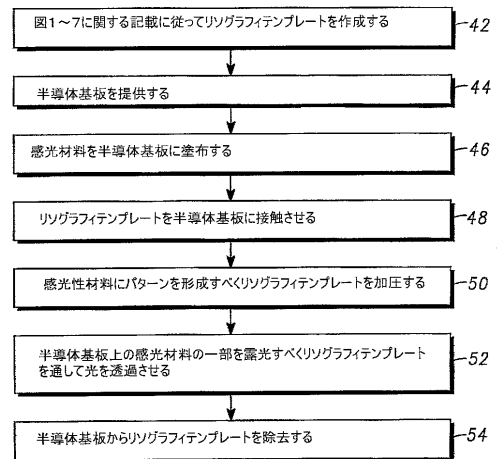 図1~7に関する記載に従ってリソグラフィテンプレートを作成する
42
半導体基板を提供する
44
感光材料を半導体基板に塗布する
46
リソグラフィテンプレートを半導体基板に接触させる
48
感光性材料にパターンを形成すべくリソグラフィテンプレートを加圧する
50
半導体基板上の感光材料の一部を露光すべくリソグラフィテンプレート
を通して光を透過させる
52
半導体基板からリソグラフィテンプレートを除去する
54